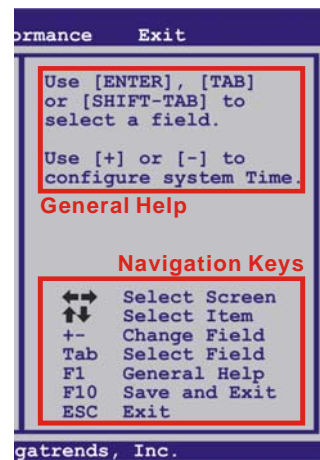 ormance Exit
Use [ENTER], [TAB]
or [SHIFT-TAB] to
select a field.
Use [+] or [-] to
configure system Time.
General Help
Navigation Keys
←→ Select Screen
↑↓ Select Item
+- Change Field
Tab Select Field
F1 General Help
F10 Save and Exit
ESC Exit
gatrends, Inc.